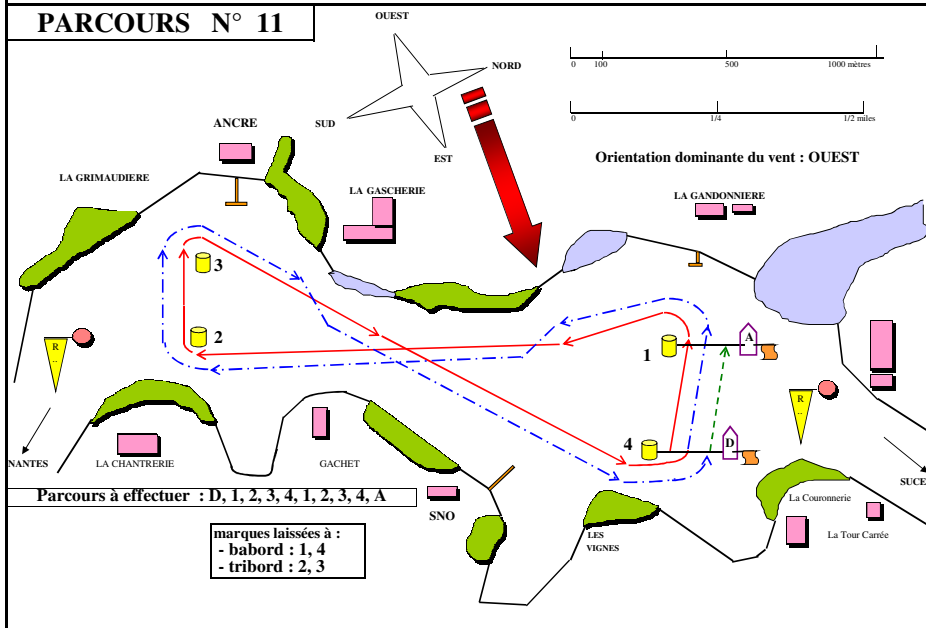 PARCOURS N° 11
OUEST
NORD
SUD
EST
0 100 500 1000 mètres
0 1/4 1/2 miles
Orientation dominante du vent : OUEST
ANCRE
LA GRIMAUDIERE
LA GASCHERIE
LA GANDONNIERE
3
2
1
A
4
D
R
..
R
..
NANTES
LA CHANTRERIE
GACHET
SUCE
La Couronnerie
La Tour Carrée
Parcours à effectuer : D, 1, 2, 3, 4, 1, 2, 3, 4, A
SNO
LES
VIGNES
marques laissées à :
- babord : 1, 4
- tribord : 2, 3